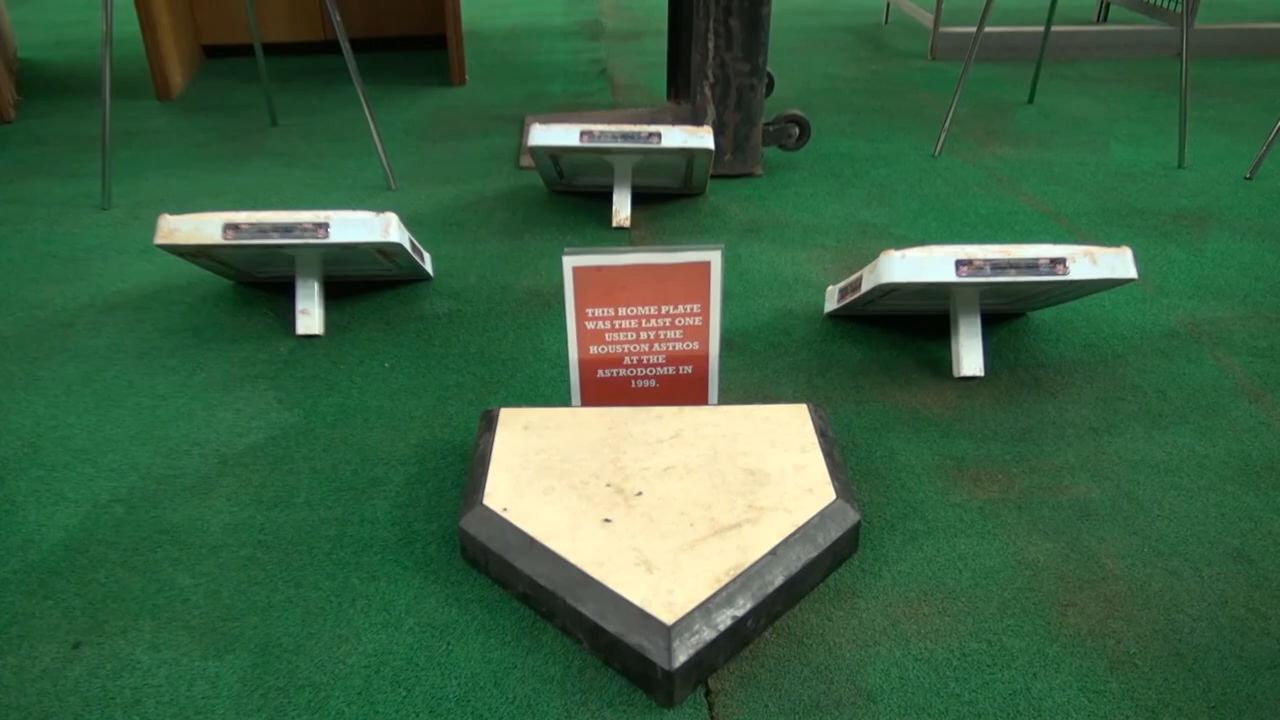 THIS HOME PLATE
WAS THE LAST ONE
USED BY THE
HOUSTON ASTROS
AT THE
ASTRODOME IN
1999.